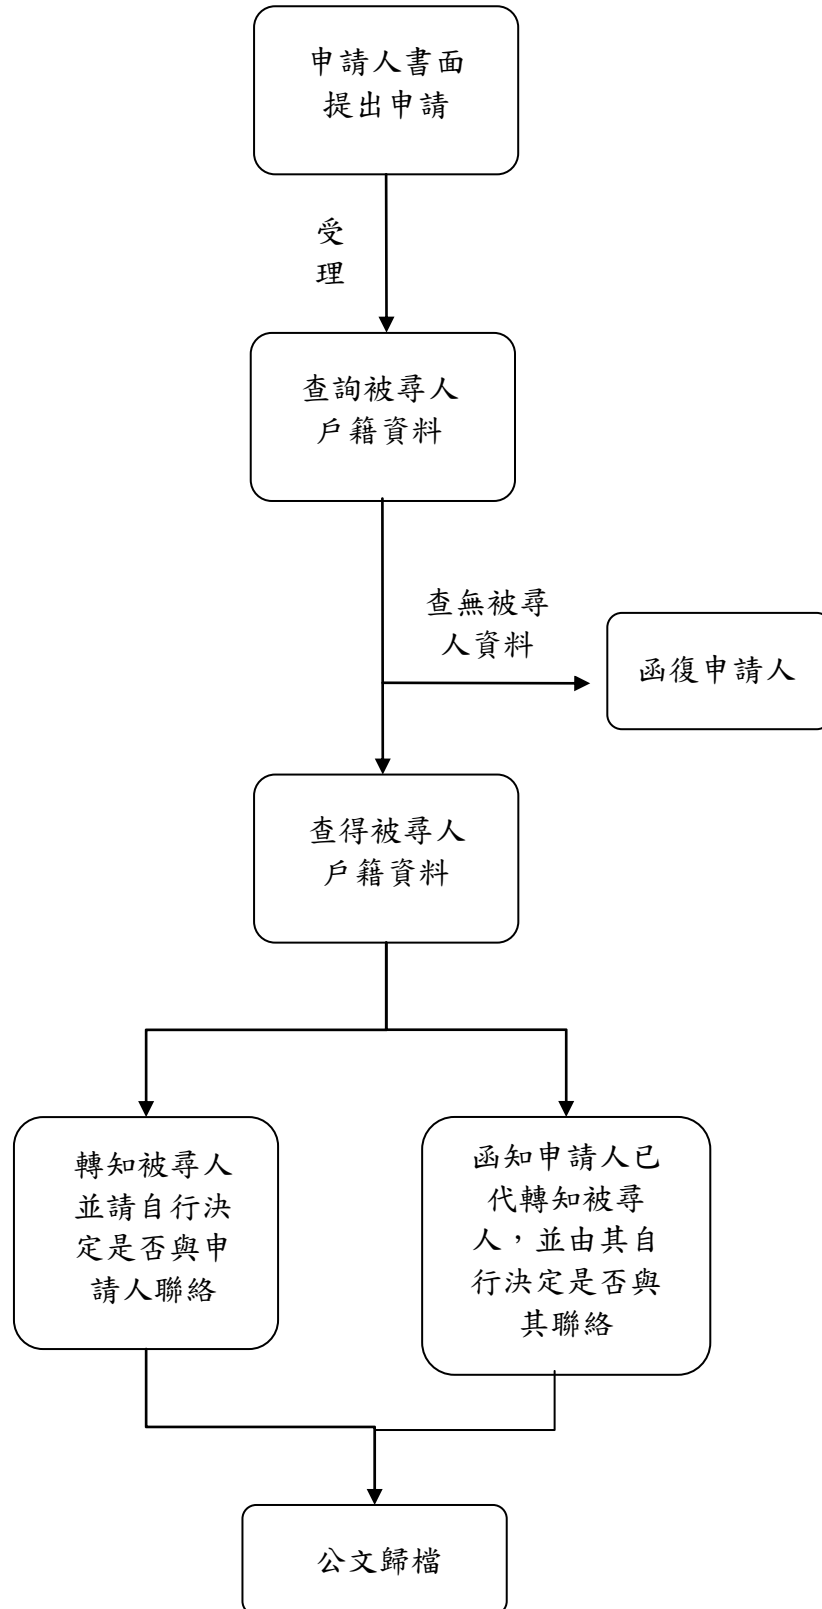 申請人書面
提出申請
受
理
查詢被尋人
戶籍資料
查無被尋
人資料
函復申請人
查得被尋人
戶籍資料
轉知被尋人
並請自行決
定是否與申
請人聯絡
函知申請人已
代轉知被尋
人，並由其自
行決定是否與
其聯絡
公文歸檔